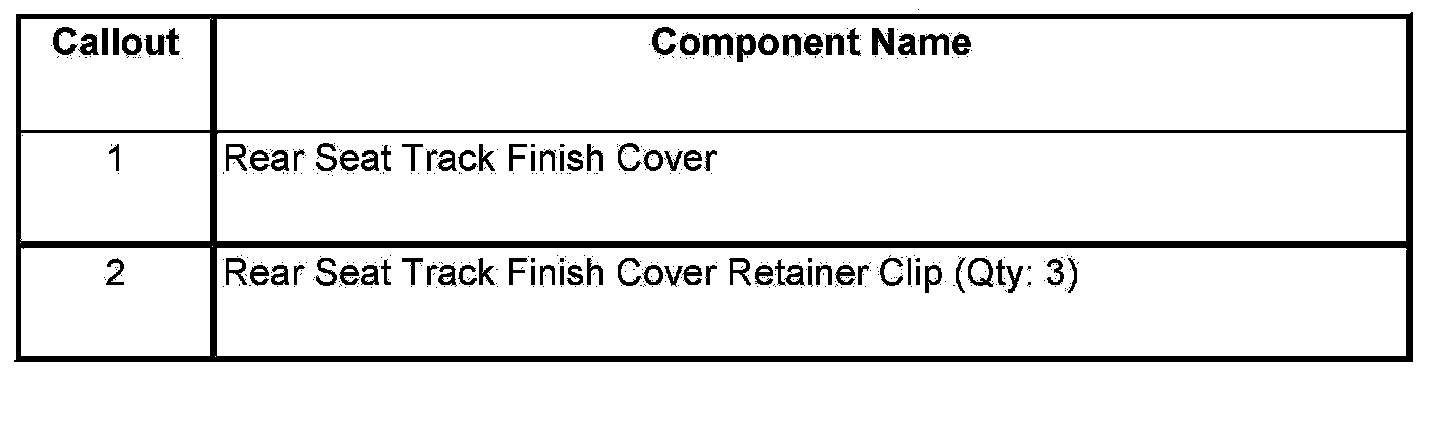 Callout Component Name
1 Rear Seat Track Finish Cover
2 Rear Seat Track Finish Cover Retainer Clip (Qty: 3)